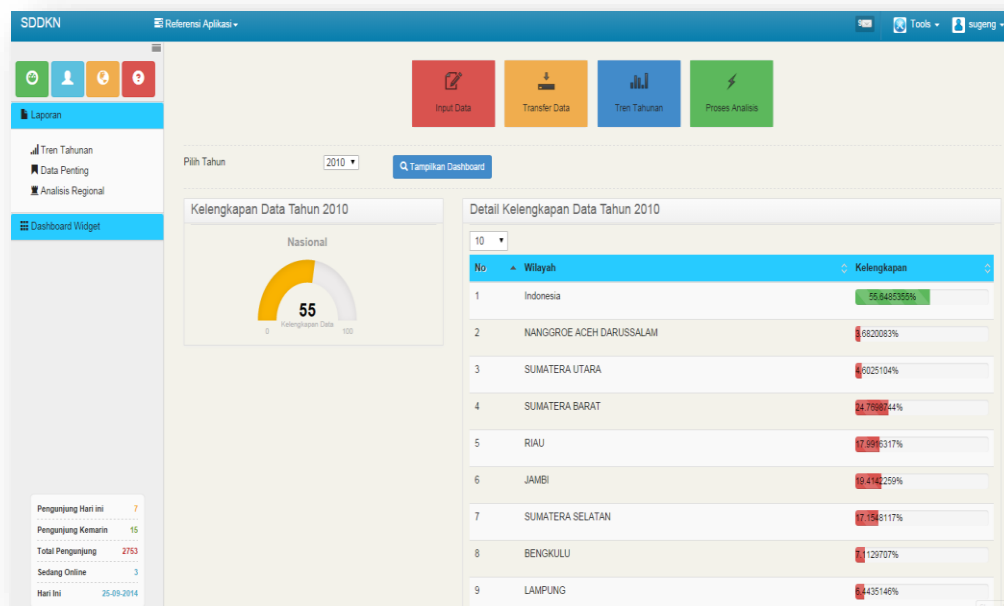 SDDKN
Referensi Aplikasi
Tools
sugeng
Input Data
Transfer Data
Tren Tahunan
Proses Analisis
Laporan
Tren Tahunan
Data Penting
Analisis Regional
Dashboard Widget
Pilih Tahun
2010
Tampilkan Dashboard
Kelengkapan Data Tahun 2010
Nasional
55
Kelengkapan Data
0
100
Detail Kelengkapan Data Tahun 2010
10
No Wilayah Kelengkapan
1 Indonesia 55.6485355%
2 NANGGROE ACEH DARUSSALAM 3.6820083%
3 SUMATERA UTARA 4.6025104%
4 SUMATERA BARAT 24.7698744%
5 RIAU 17.9916317%
6 JAMBI 19.4142259%
7 SUMATERA SELATAN 17.1548117%
8 BENGKULU 7.1129707%
9 LAMPUNG 6.4435146%
Pengunjung Hari ini 7
Pengunjung Kemarin 15
Total Pengunjung 2753
Sedang Online 3
Hari Ini 25-09-2014